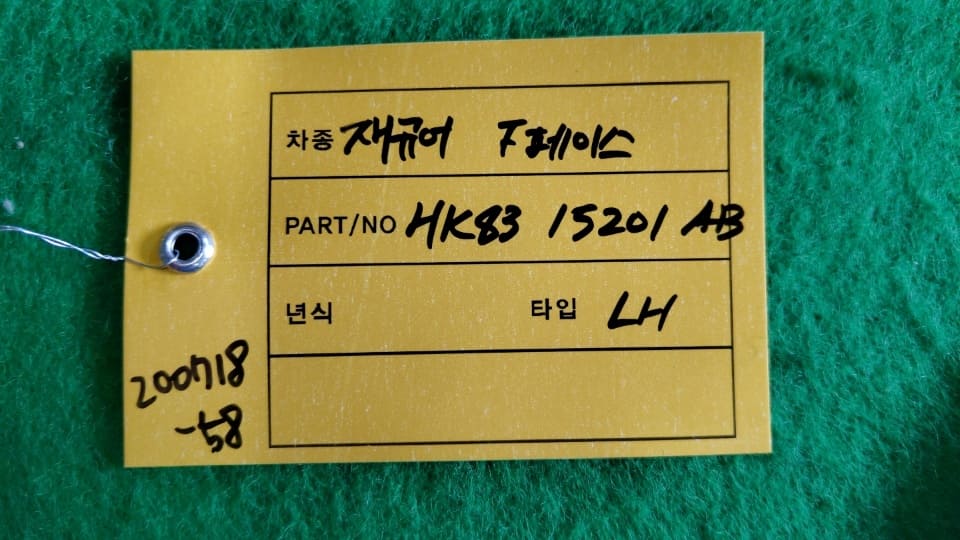 차종 재규어 F페이스
PART/NO HK83 15201 AB
년식 타입 LH
200718
-58